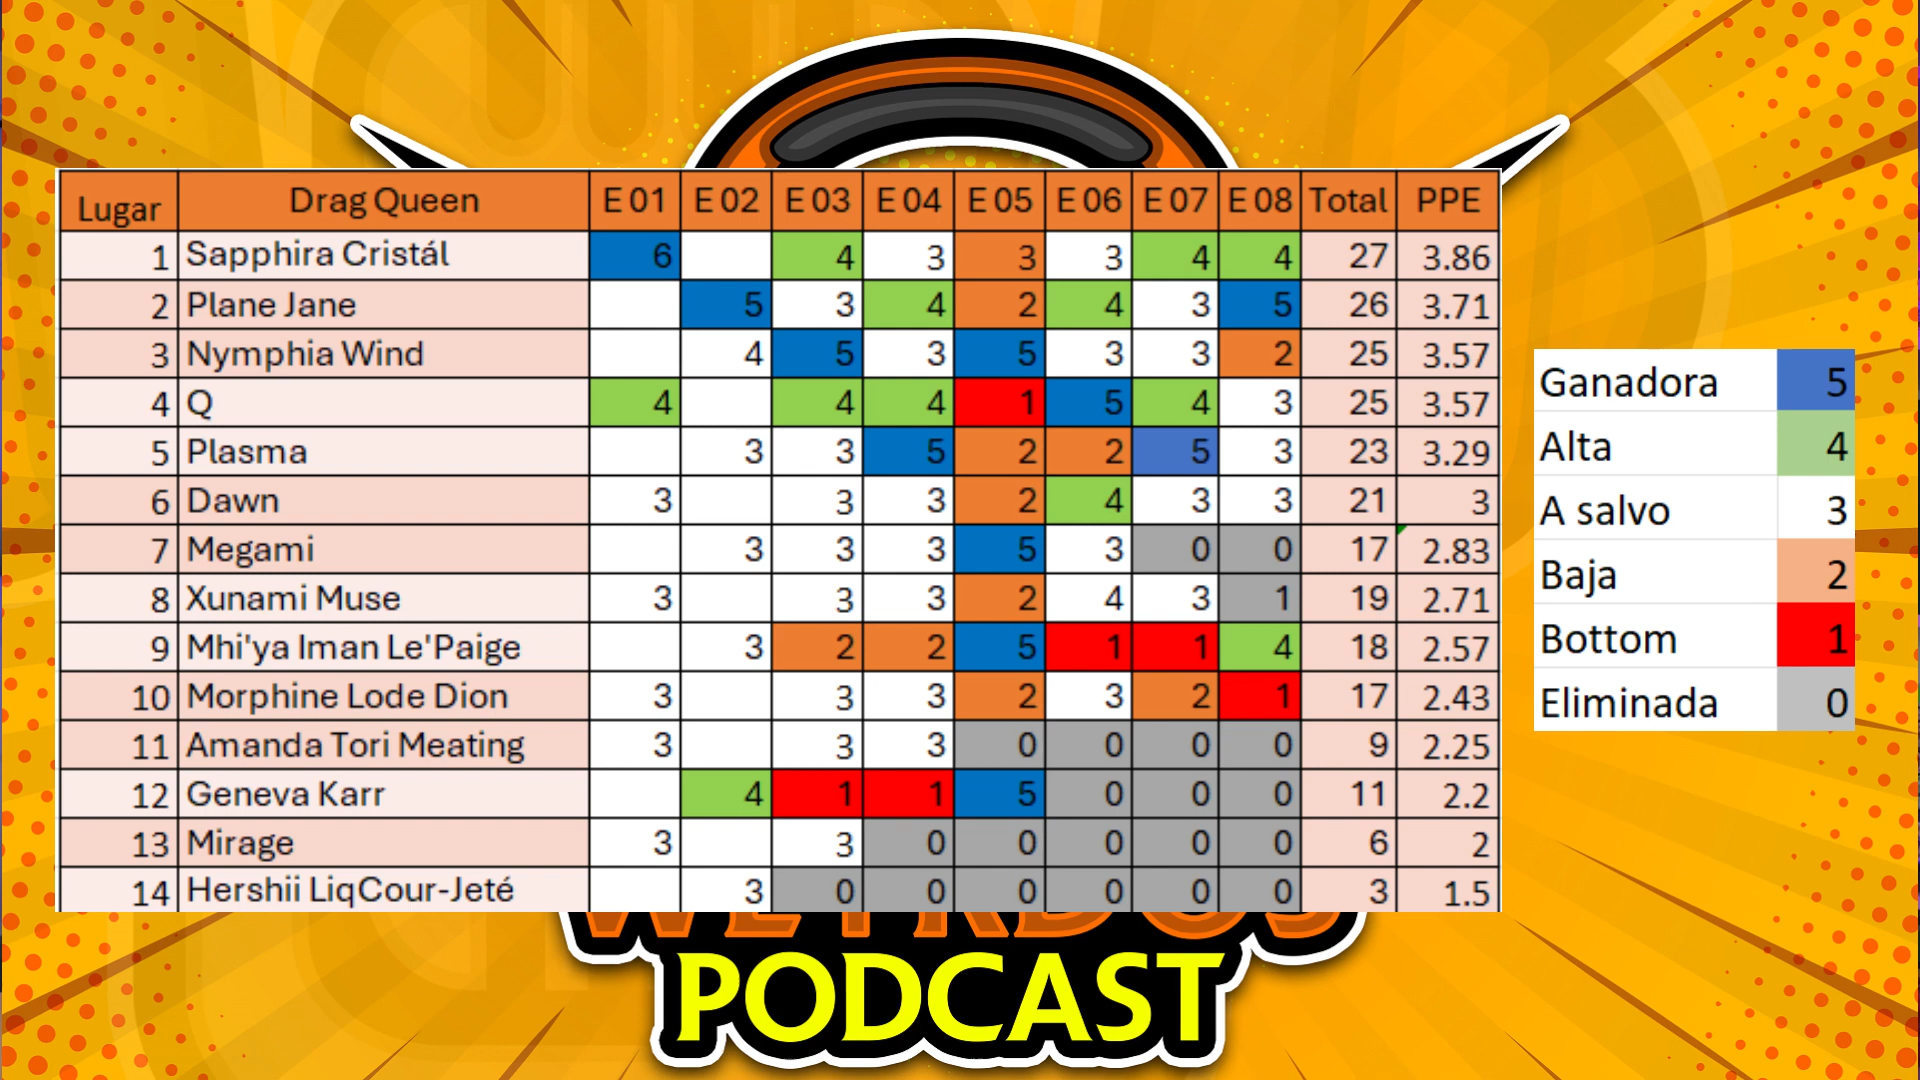 Lugar Drag Queen E 01 E 02 E 03 E 04 E 05 E 06 E 07 E 08 Total PPE
1 Sapphira Cristál 6 4 3 3 3 4 4 27 3.86
2 Plane Jane 5 3 4 2 4 3 5 26 3.71
3 Nymphia Wind 4 5 3 5 3 3 2 25 3.57
4 Q 4 4 4 1 5 4 3 25 3.57
5 Plasma 3 3 5 2 2 5 3 23 3.29
6 Dawn 3 3 3 2 4 3 3 21 3
7 Megami 3 3 3 5 3 0 0 17 2.83
8 Xunami Muse 3 3 3 2 4 3 1 19 2.71
9 Mhi'ya Iman Le'Paige 3 2 2 5 1 1 4 18 2.57
10 Morphine Lode Dion 3 3 3 2 3 2 1 17 2.43
11 Amanda Tori Meating 3 3 3 0 0 0 0 9 2.25
12 Geneva Karr 4 1 1 5 0 0 0 11 2.2
13 Mirage 3 3 0 0 0 0 0 6 2
14 Hershii LiqCour-Jeté 3 0 0 0 0 0 0 3 1.5
Ganadora 5
Alta 4
A salvo 3
Baja 2
Bottom 1
Eliminada 0
PODCAST